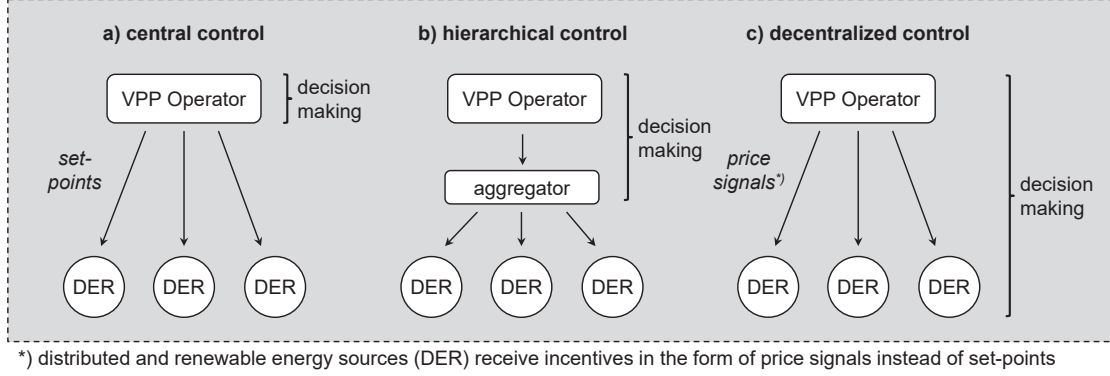 a) central control
VPP Operator
decision
making
set-
points
DER
DER
DER
b) hierarchical control
VPP Operator
decision
making
aggregator
DER
DER
DER
c) decentralized control
VPP Operator
price
signals*)
decision
making
DER
DER
DER
*) distributed and renewable energy sources (DER) receive incentives in the form of price signals instead of set-points